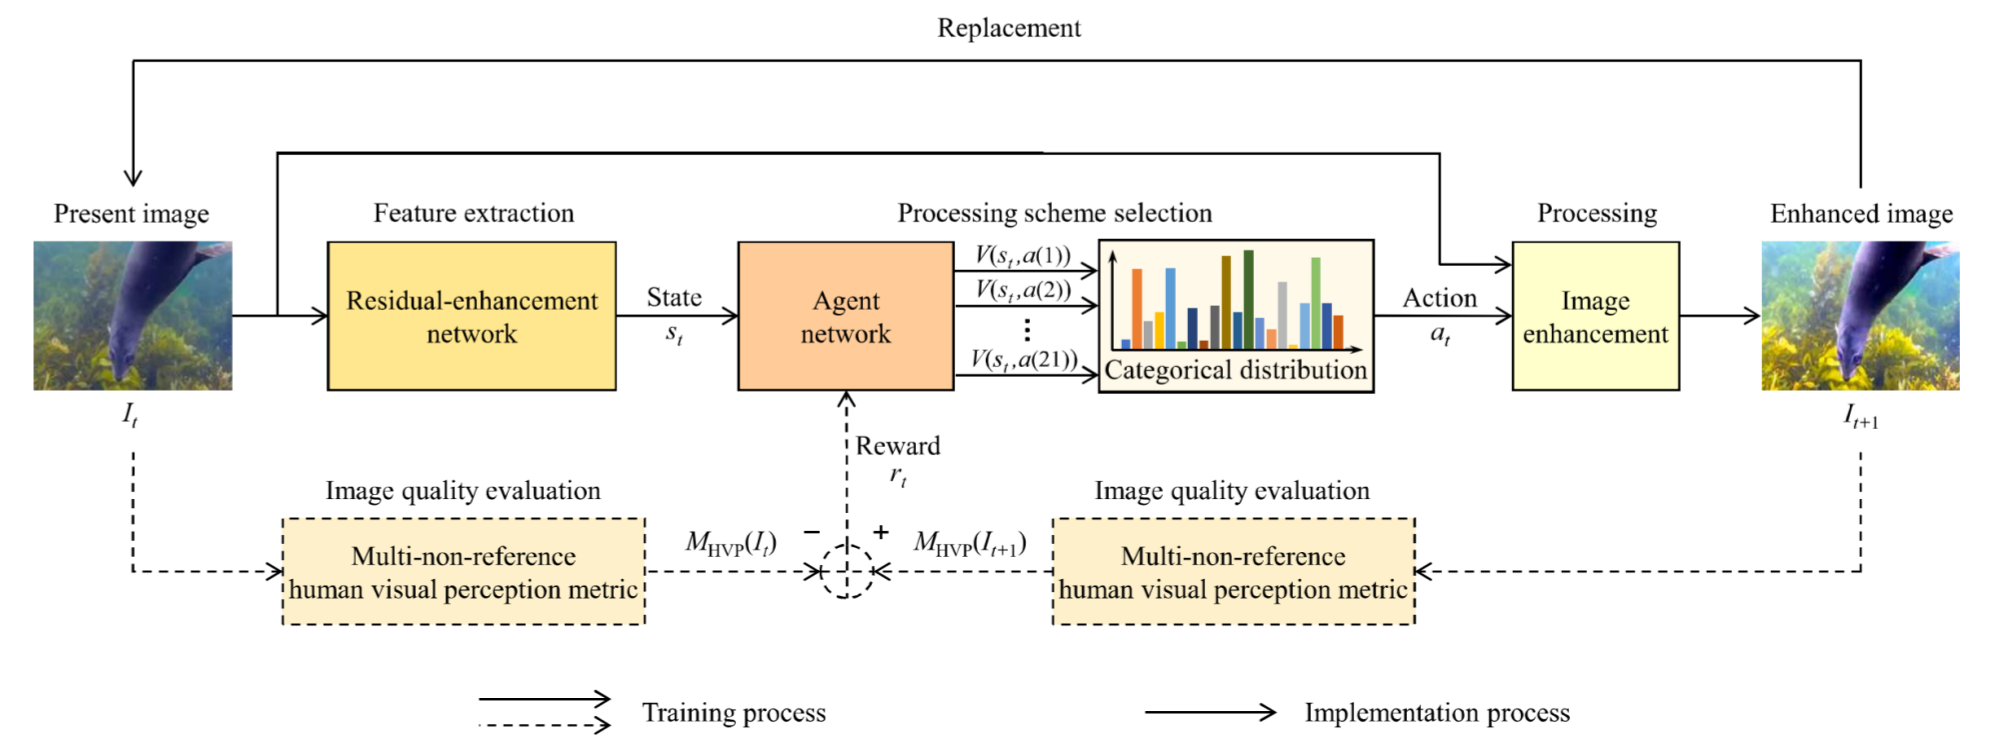 Replacement
Present image
Feature extraction
Processing scheme selection
Processing
Enhanced image
Residual-enhancement
network
State
s_t
Agent
network
V(s_t,a(1))
V(s_t,a(2))
⋮
V(s_t,a(21))
Categorical distribution
Action
a_t
Image
enhancement
I_t
I_{t+1}
Reward
r_t
Image quality evaluation
Multi-non-reference
human visual perception metric
M_HVP(I_t)
−
+
M_HVP(I_{t+1})
Image quality evaluation
Multi-non-reference
human visual perception metric
Training process
Implementation process